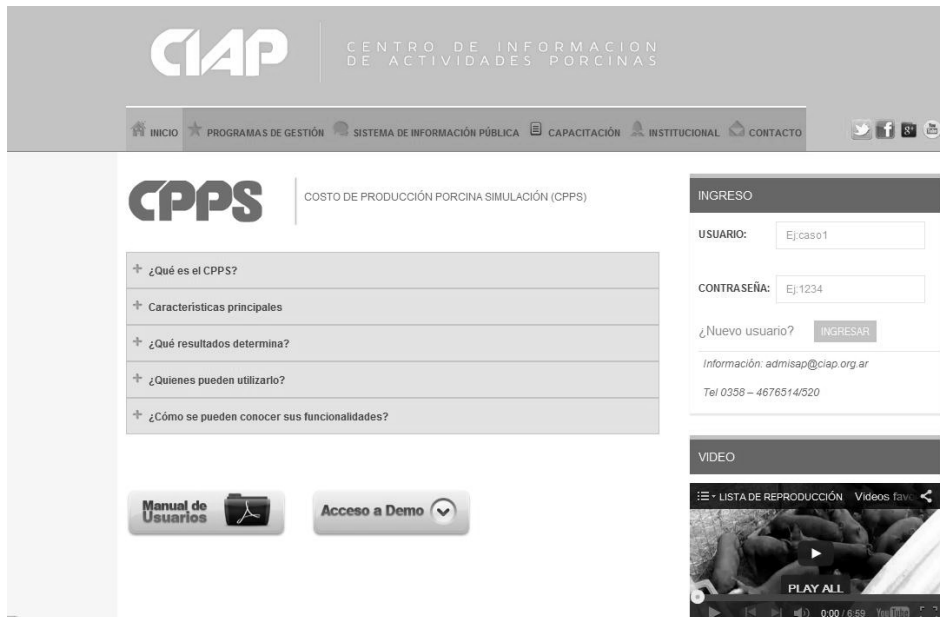 CIAP
CENTRO DE INFORMACION
DE ACTIVIDADES PORCINAS
INICIO PROGRAMAS DE GESTIÓN SISTEMA DE INFORMACIÓN PÚBLICA CAPACITACIÓN INSTITUCIONAL CONTACTO
CPPS
COSTO DE PRODUCCIÓN PORCINA SIMULACIÓN (CPPS)
¿Qué es el CPPS?
Características principales
¿Qué resultados determina?
¿Quienes pueden utilizarlo?
¿Cómo se pueden conocer sus funcionalidades?
Manual de
Usuarios
Acceso a Demo
INGRESO
USUARIO: Ej:caso1
CONTRASEÑA: Ej:1234
¿Nuevo usuario? INGRESAR
Información: admisap@ciap.org.ar
Tel 0358 – 4676514/520
VIDEO
LISTA DE REPRODUCCIÓN Videos favo
PLAY ALL
0:00 / 6:59 YouTube